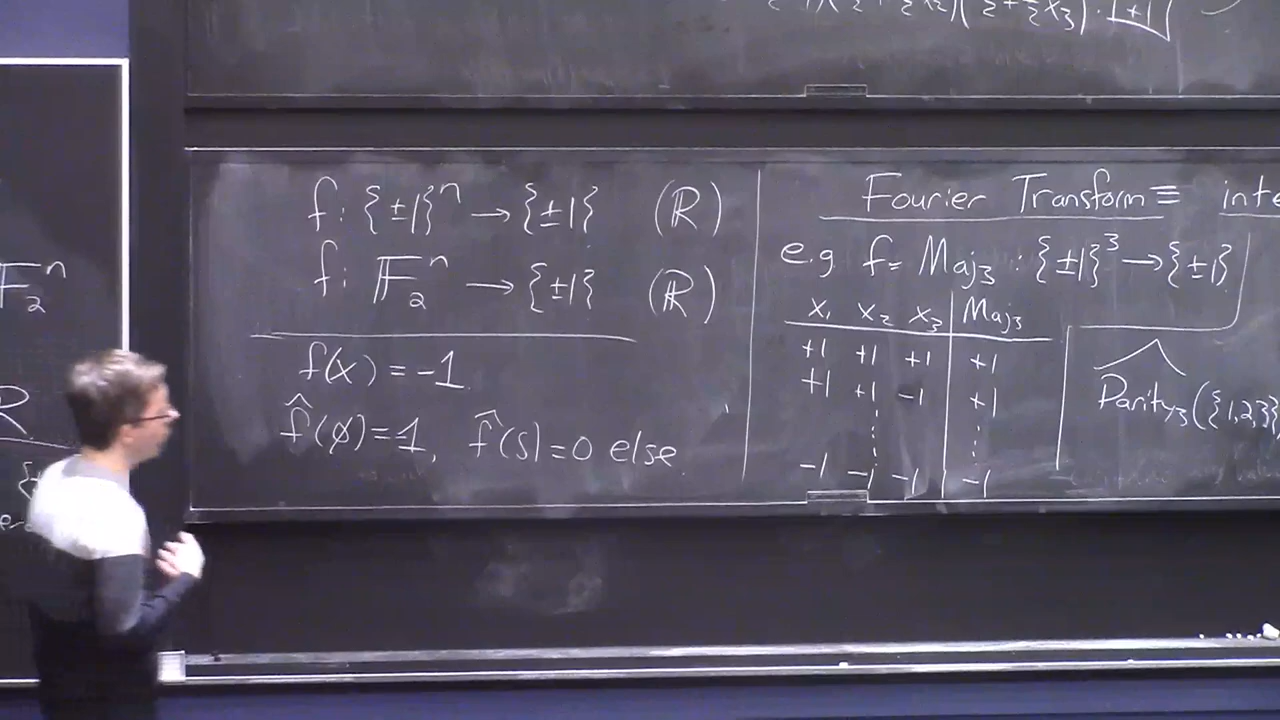 F₂ⁿ
R
f: {±1}ⁿ → {±1} (ℝ)
f: 𝔽₂ⁿ → {±1} (ℝ)
f(x) = -1.
f̂(∅)=-1, f̂(S)=0 else.
Fourier Transform ≡
e.g. f = Maj₃ : {±1}³ → {±1}
x₁ x₂ x₃ Maj₃
+1 +1 +1 +1
+1 +1 -1 +1
⋮ ⋮
-1 -1 -1 -1
Parity₃({1,2,3}